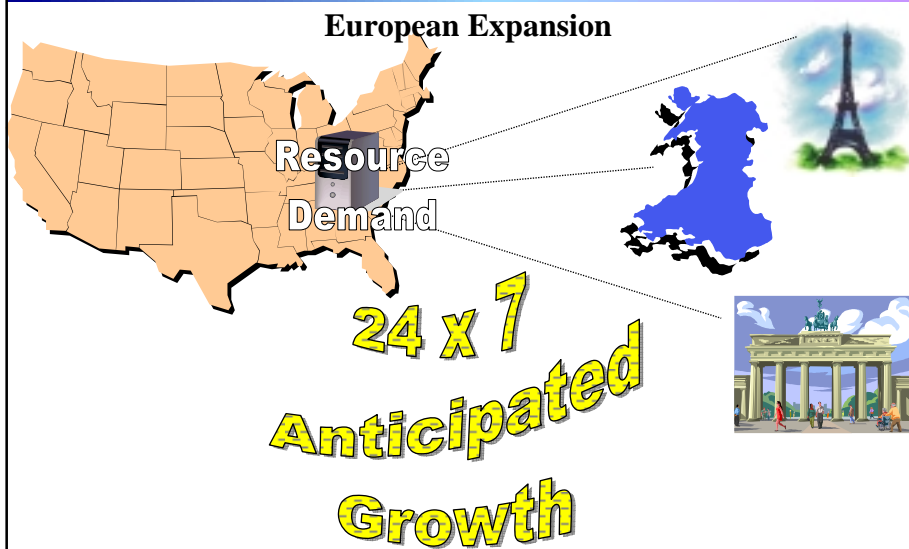 European Expansion
Resource
Demand
24 x 7
Anticipated
Growth